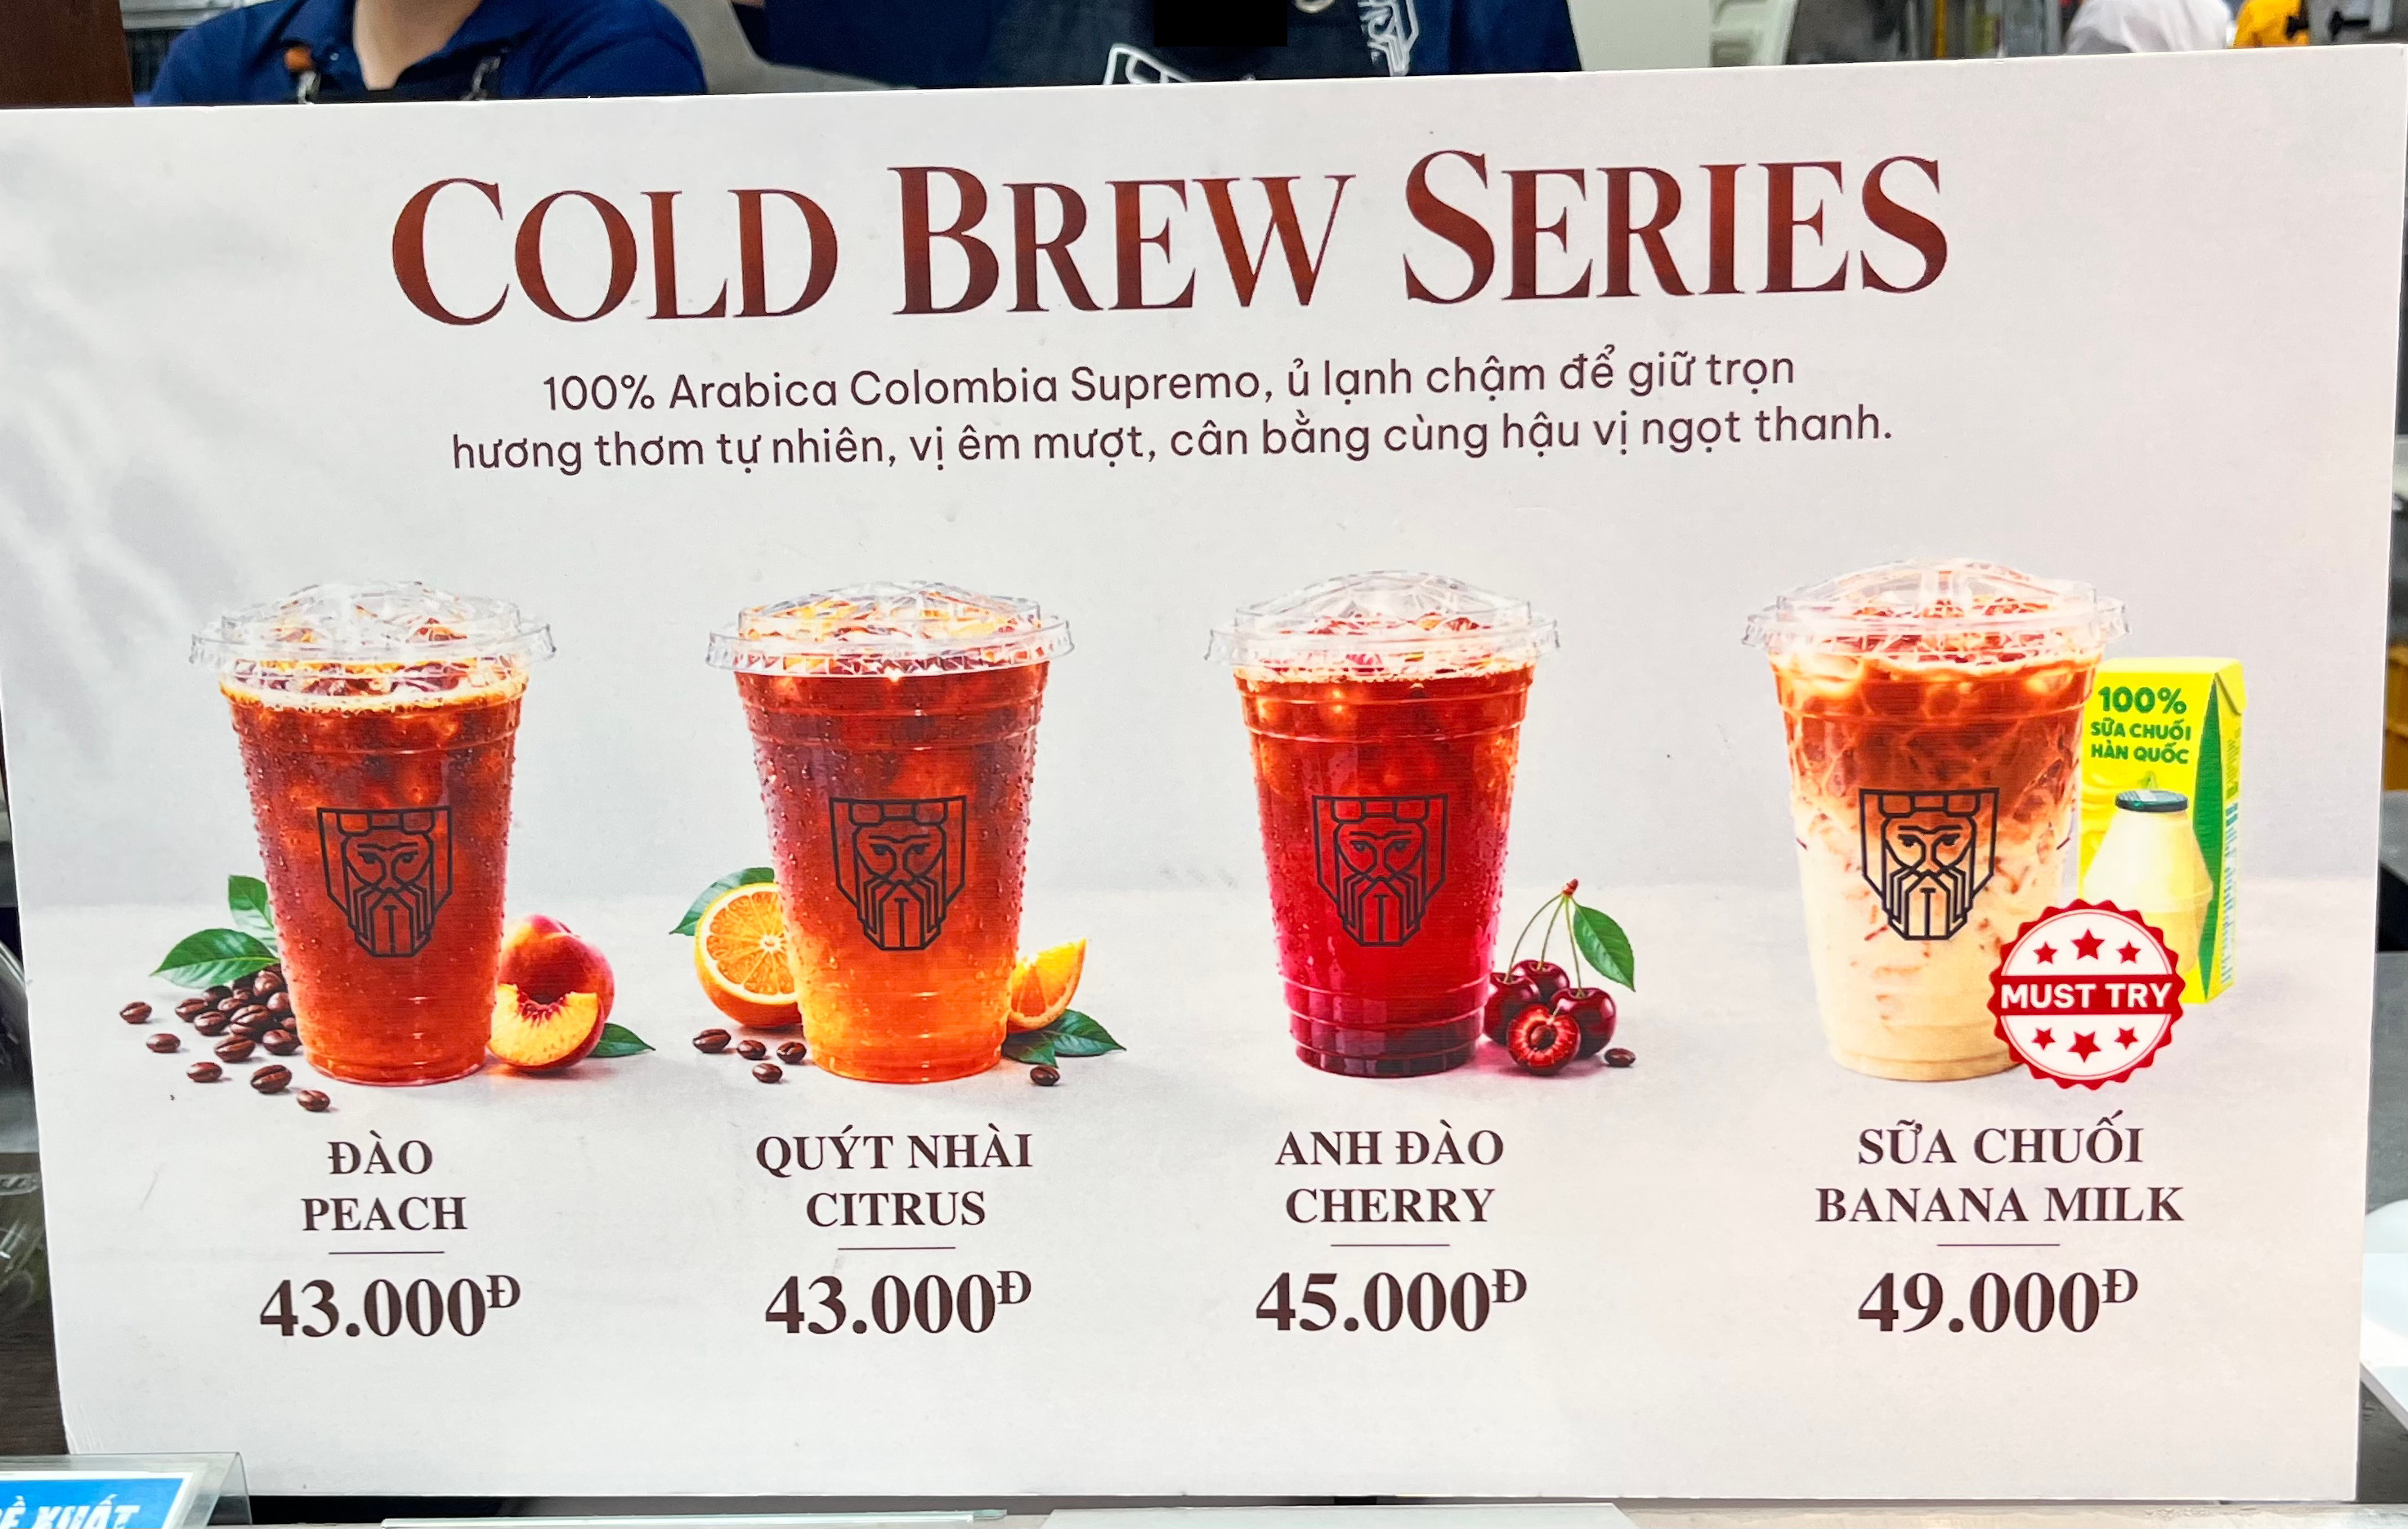 COLD BREW SERIES
100% Arabica Colombia Supremo, ủ lạnh chậm để giữ trọn
hương thơm tự nhiên, vị êm mượt, cân bằng cùng hậu vị ngọt thanh.
100%
SỮA CHUỐI
HÀN QUỐC
MUST TRY
ĐÀO
PEACH
43.000Đ
QUÝT NHÀI
CITRUS
43.000Đ
ANH ĐÀO
CHERRY
45.000Đ
SỮA CHUỐI
BANANA MILK
49.000Đ
XUẤT